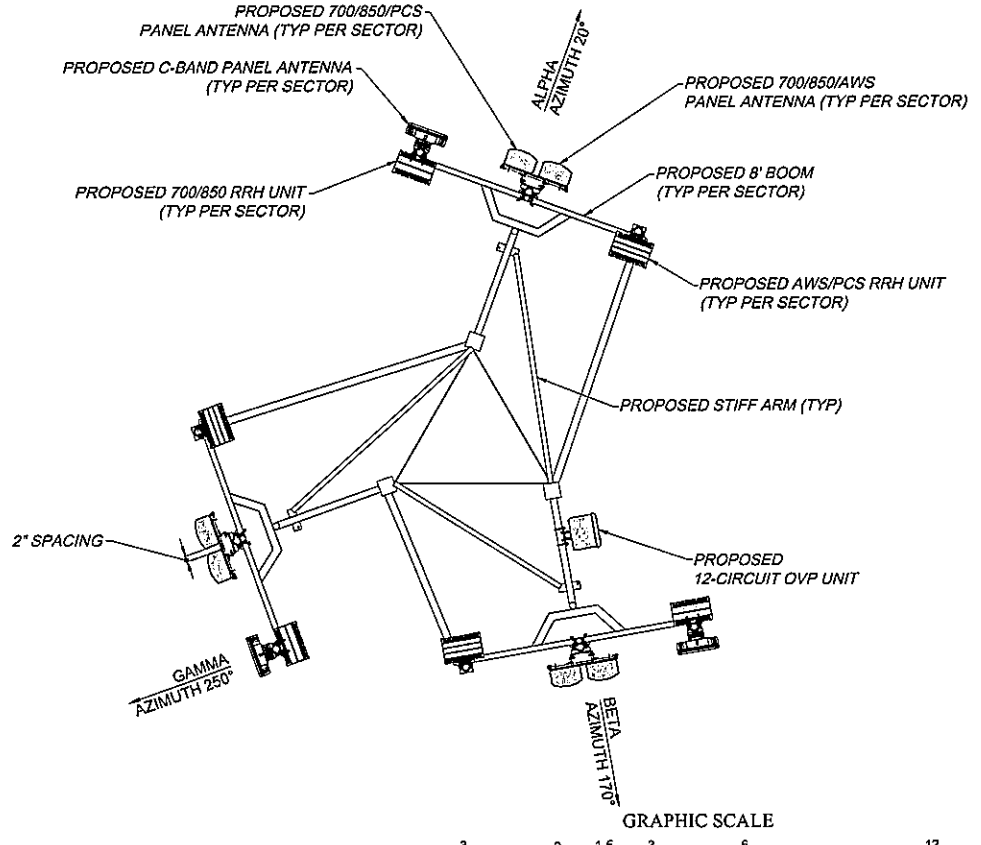 PROPOSED 700/850/PCS
PANEL ANTENNA (TYP PER SECTOR)
PROPOSED C-BAND PANEL ANTENNA
(TYP PER SECTOR)
ALPHA
AZIMUTH 20°
PROPOSED 700/850/AWS
PANEL ANTENNA (TYP PER SECTOR)
PROPOSED 700/850 RRH UNIT
(TYP PER SECTOR)
PROPOSED 8' BOOM
(TYP PER SECTOR)
PROPOSED AWS/PCS RRH UNIT
(TYP PER SECTOR)
PROPOSED STIFF ARM (TYP)
2" SPACING
PROPOSED
12-CIRCUIT OVP UNIT
GAMMA
AZIMUTH 250°
BETA
AZIMUTH 170°
GRAPHIC SCALE